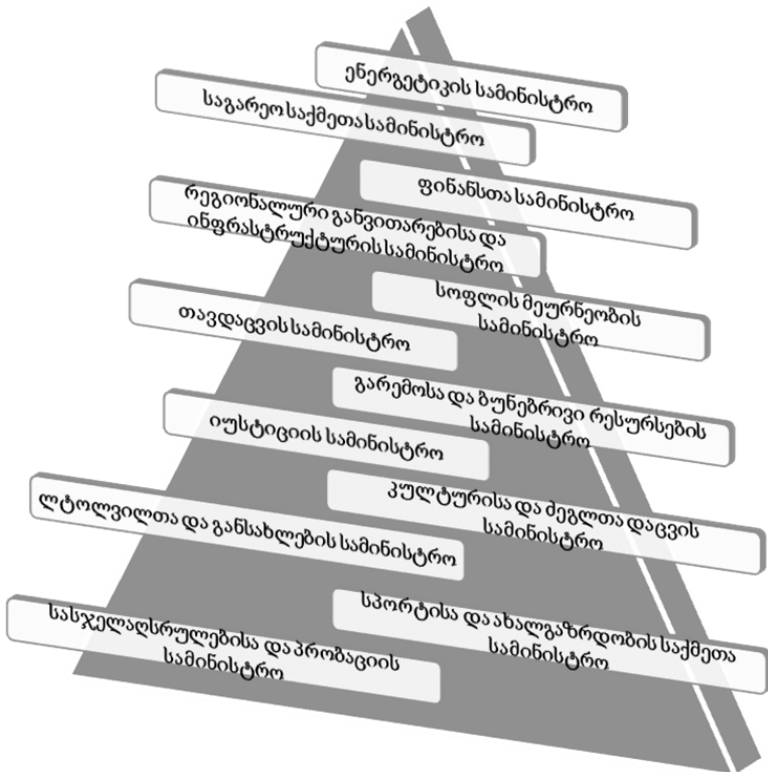 ენერგეტიკის სამინისტრო
საგარეო საქმეთა სამინისტრო
ფინანსთა სამინისტრო
რეგიონალური განვითარებისა და
ინფრასტრუქტურის სამინისტრო
სოფლის მეურნეობის
სამინისტრო
თავდაცვის სამინისტრო
გარემოსა და ბუნებრივი რესურსების
სამინისტრო
იუსტიციის სამინისტრო
კულტურისა და ძეგლთა დაცვის
სამინისტრო
ლტოლვილთა და განსახლების სამინისტრო
სპორტისა და ახალგაზრდობის საქმეთა
სამინისტრო
სასჯელაღსრულებისა და პრობაციის
სამინისტრო